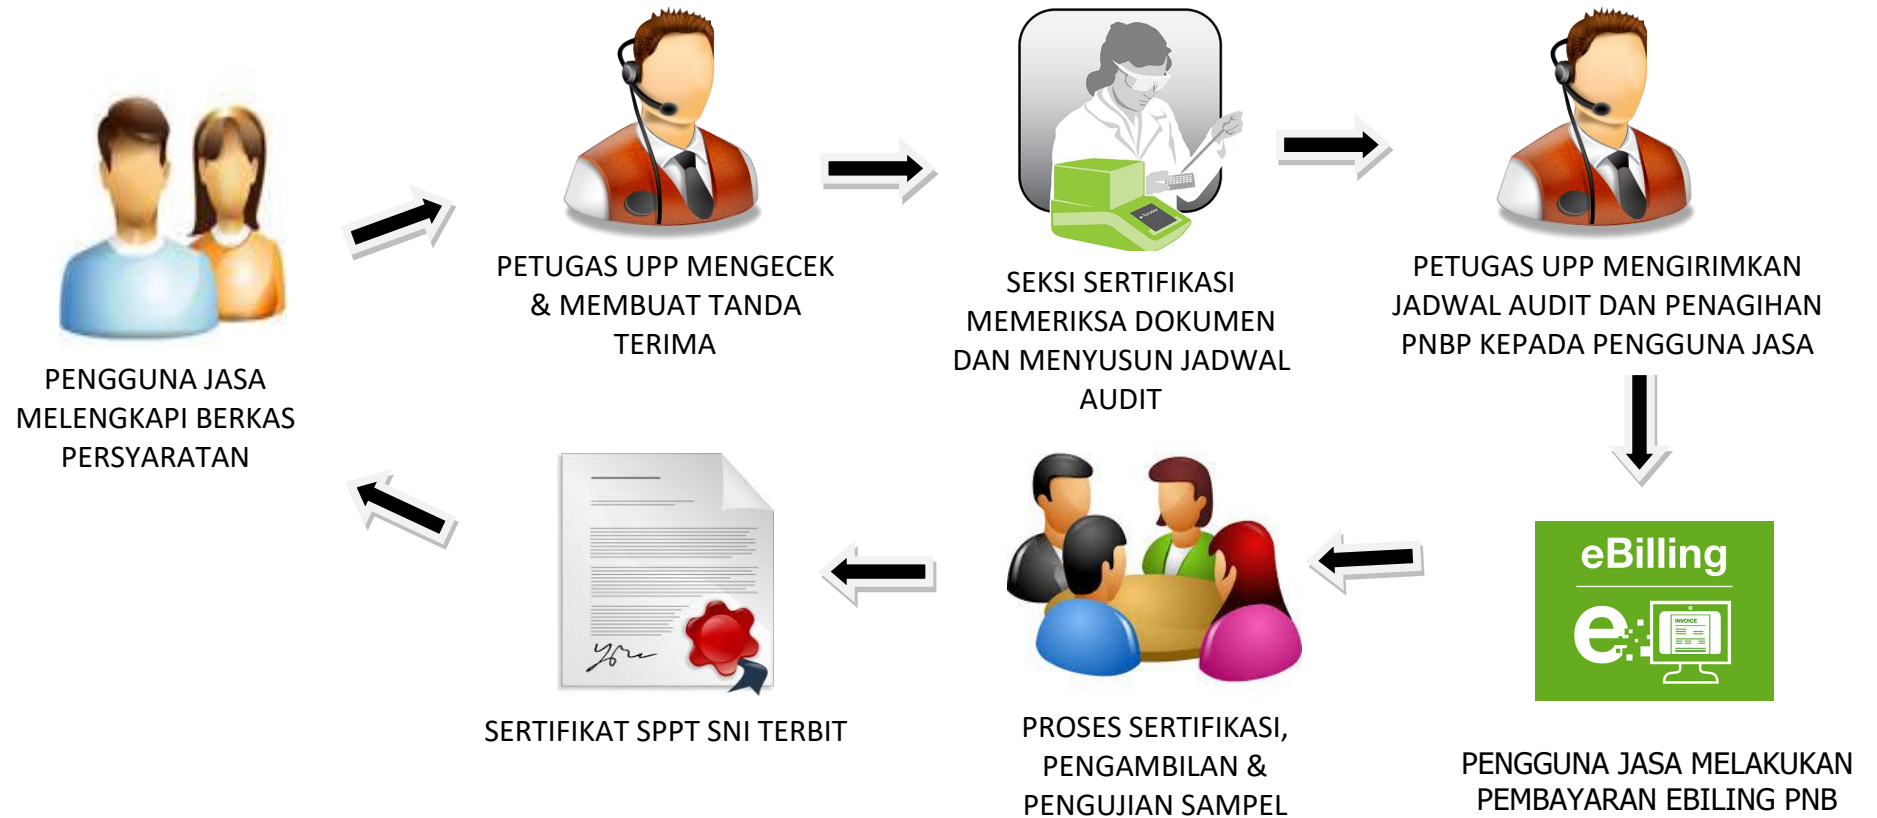 PENGGUNA JASA
MELENGKAPI BERKAS
PERSYARATAN
PETUGAS UPP MENGECEK
& MEMBUAT TANDA
TERIMA
SEKSI SERTIFIKASI
MEMERIKSA DOKUMEN
DAN MENYUSUN JADWAL
AUDIT
PETUGAS UPP MENGIRIMKAN
JADWAL AUDIT DAN PENAGIHAN
PNBP KEPADA PENGGUNA JASA
eBilling
e
INVOICE
PENGGUNA JASA MELAKUKAN
PEMBAYARAN EBILING PNB
PROSES SERTIFIKASI,
PENGAMBILAN &
PENGUJIAN SAMPEL
SERTIFIKAT SPPT SNI TERBIT